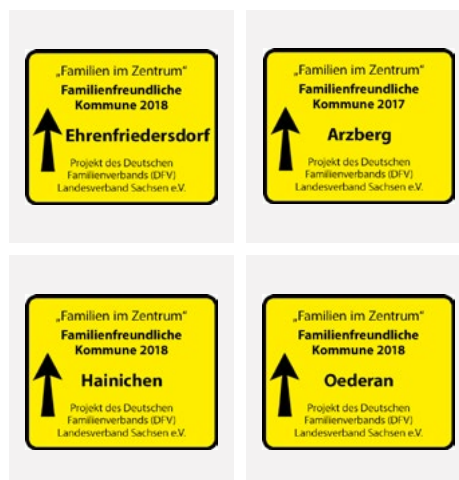 „Familien im Zentrum“
Familienfreundliche
Kommune 2018
Ehrenfriedersdorf
Projekt des Deutschen
Familienverbands (DFV)
Landesverband Sachsen e.V.
„Familien im Zentrum“
Familienfreundliche
Kommune 2017
Arzberg
Projekt des Deutschen
Familienverbands (DFV)
Landesverband Sachsen e.V.
„Familien im Zentrum“
Familienfreundliche
Kommune 2018
Hainichen
Projekt des Deutschen
Familienverbands (DFV)
Landesverband Sachsen e.V.
„Familien im Zentrum“
Familienfreundliche
Kommune 2018
Oederan
Projekt des Deutschen
Familienverbands (DFV)
Landesverband Sachsen e.V.